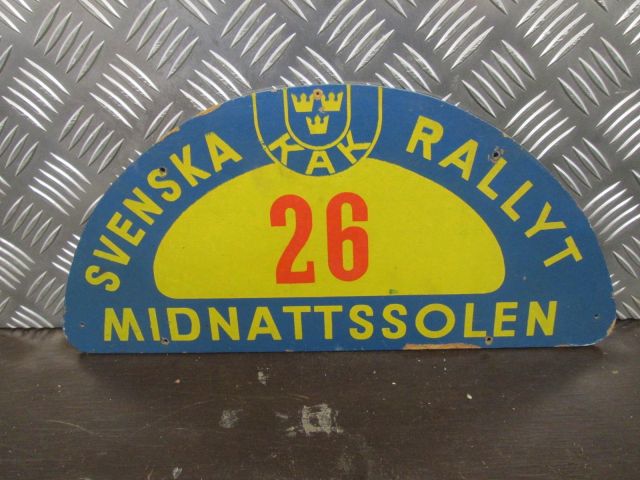 SVENSKA RALLYT
KAK
26
MIDNATTSSOLEN